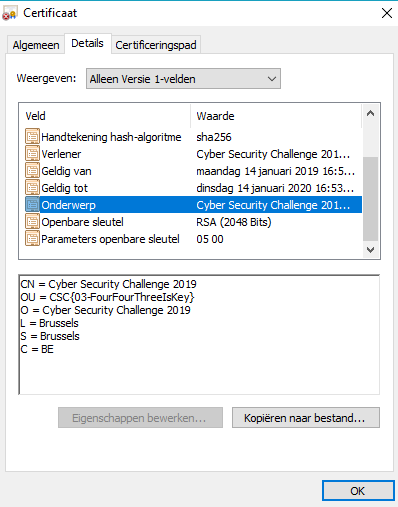 Certificaat
Algemeen Details Certificeringspad
Weergeven: Alleen Versie 1-velden
Veld Waarde
Handtekening hash-algoritme sha256
Verlener Cyber Security Challenge 201...
Geldig van maandag 14 januari 2019 16:5...
Geldig tot dinsdag 14 januari 2020 16:53...
Onderwerp Cyber Security Challenge 201...
Openbare sleutel RSA (2048 Bits)
Parameters openbare sleutel 05 00
CN = Cyber Security Challenge 2019
OU = CSC{03-FourFourThreeIsKey}
O = Cyber Security Challenge 2019
L = Brussels
S = Brussels
C = BE
Eigenschappen bewerken...
Kopiëren naar bestand...
OK